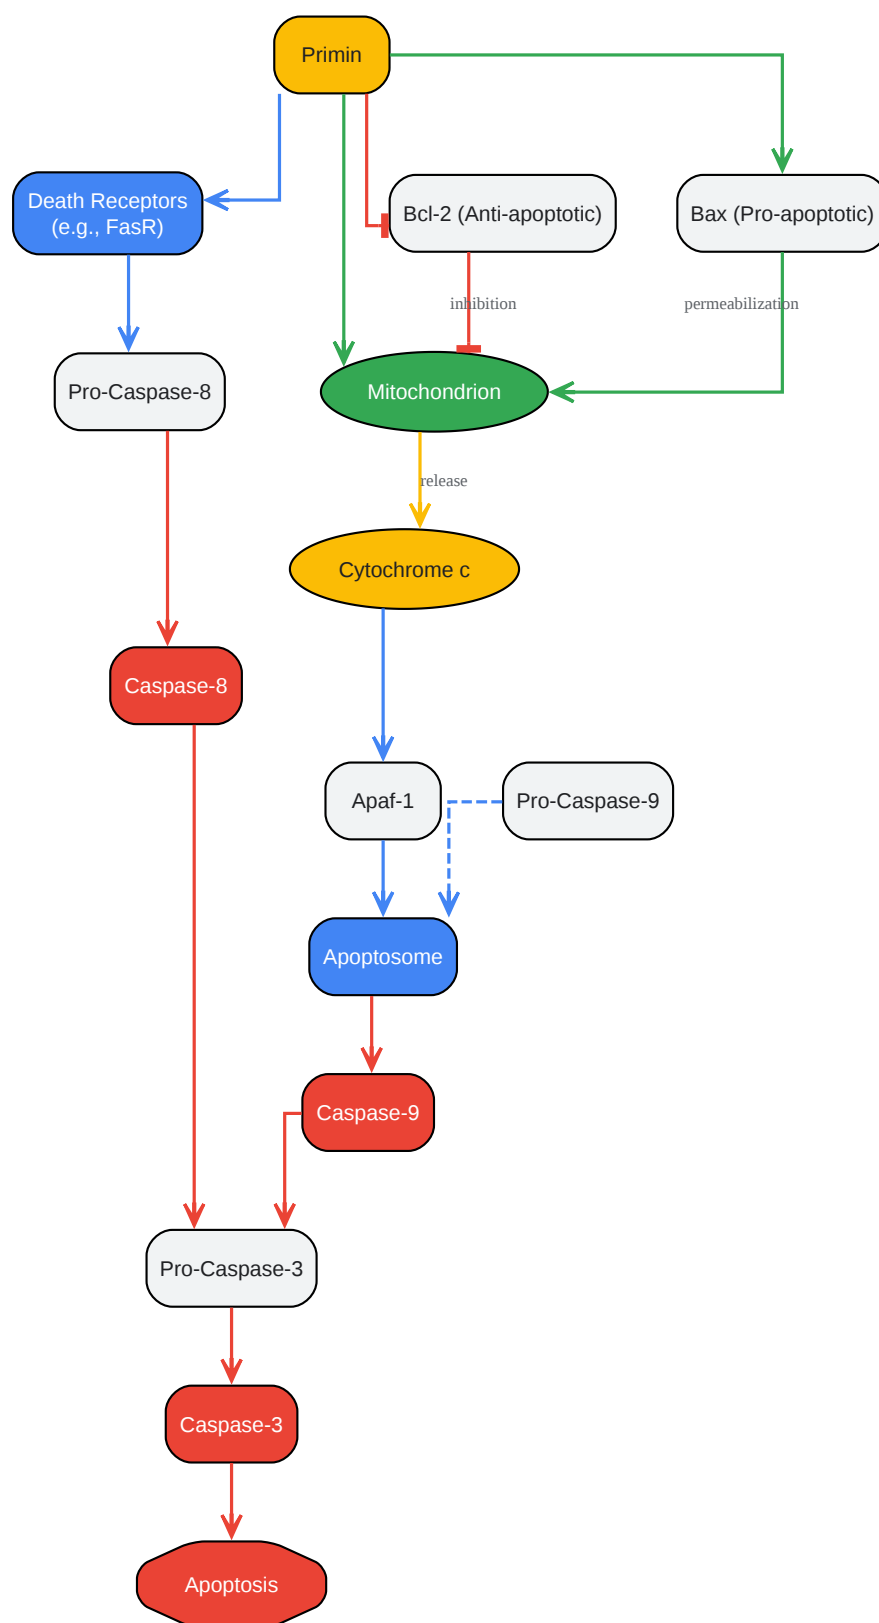 Primin
Death Receptors
(e.g., FasR)
Bcl-2 (Anti-apoptotic)
Bax (Pro-apoptotic)
inhibition
permeabilization
Pro-Caspase-8
Mitochondrion
release
Cytochrome c
Caspase-8
Apaf-1
Pro-Caspase-9
Apoptosome
Caspase-9
Pro-Caspase-3
Caspase-3
Apoptosis